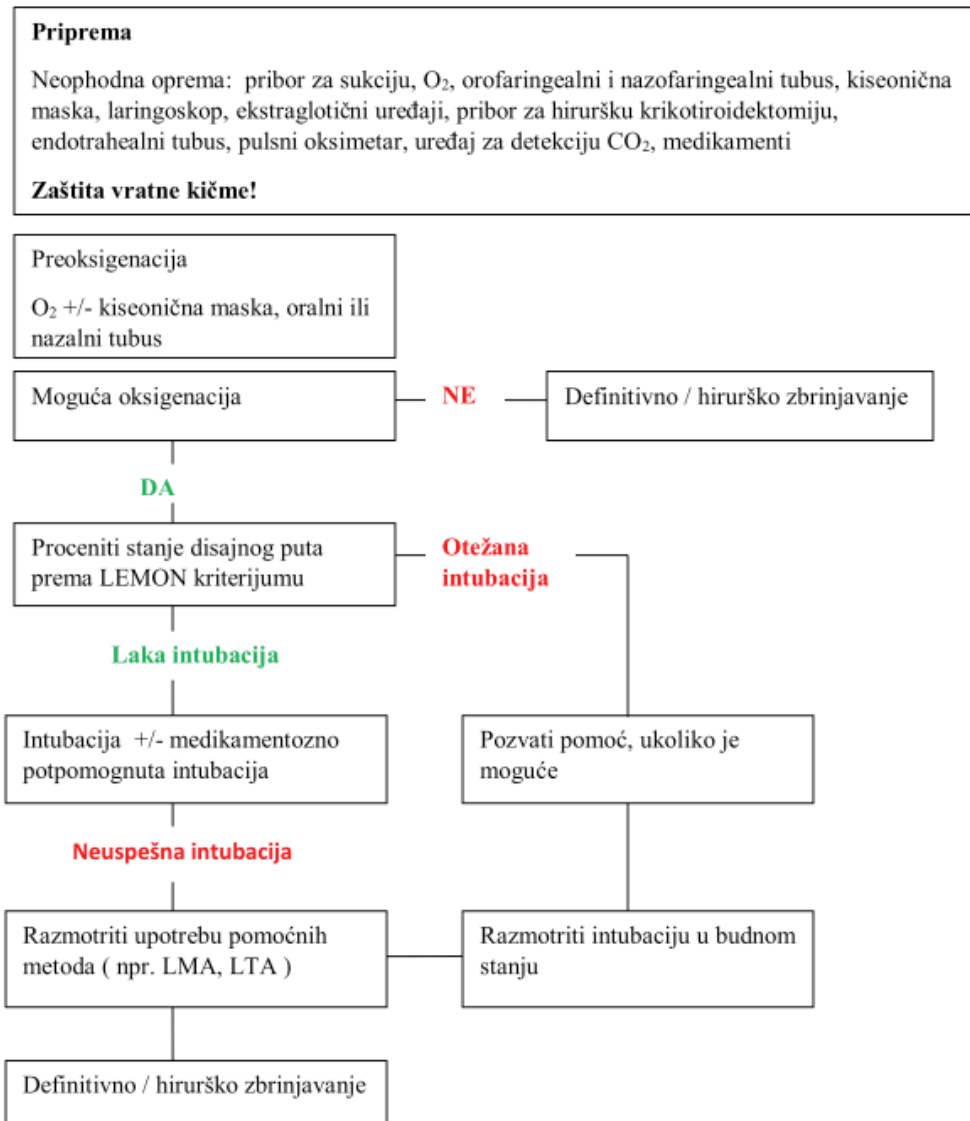 Priprema
Neophodna oprema: pribor za sukciju, O₂, orofaringealni i nazofaringealni tubus, kiseonična
maska, laringoskop, ekstraglotični uređaji, pribor za hiruršku krikotiroidektomiju,
endotrahealni tubus, pulsni oksimetar, uređaj za detekciju CO₂, medikamenti
Zaštita vratne kičme!
Preoksigenacija
O₂ +/- kiseonična maska, oralni ili
nazalni tubus
Moguća oksigenacija
NE
Definitivno / hirurško zbrinjavanje
DA
Proceniti stanje disajnog puta
prema LEMON kriterijumu
Otežana
intubacija
Laka intubacija
Intubacija +/- medikamentozno
potpomognuta intubacija
Pozvati pomoć, ukoliko je
moguće
Neuspešna intubacija
Razmotriti upotrebu pomoćnih
metoda ( npr. LMA, LTA )
Razmotriti intubaciju u budnom
stanju
Definitivno / hirurško zbrinjavanje